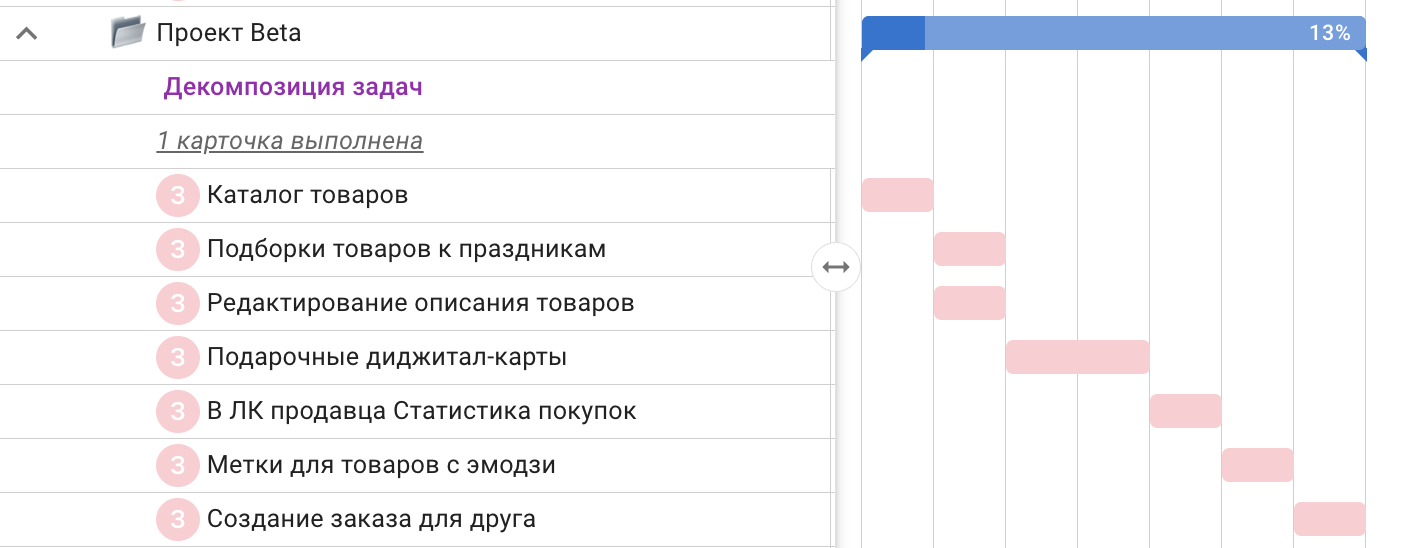 Проект Beta
13%
Декомпозиция задач
1 карточка выполнена
З Каталог товаров
З Подборки товаров к праздникам
З Редактирование описания товаров
З Подарочные диджитал-карты
З В ЛК продавца Статистика покупок
З Метки для товаров с эмодзи
З Создание заказа для друга